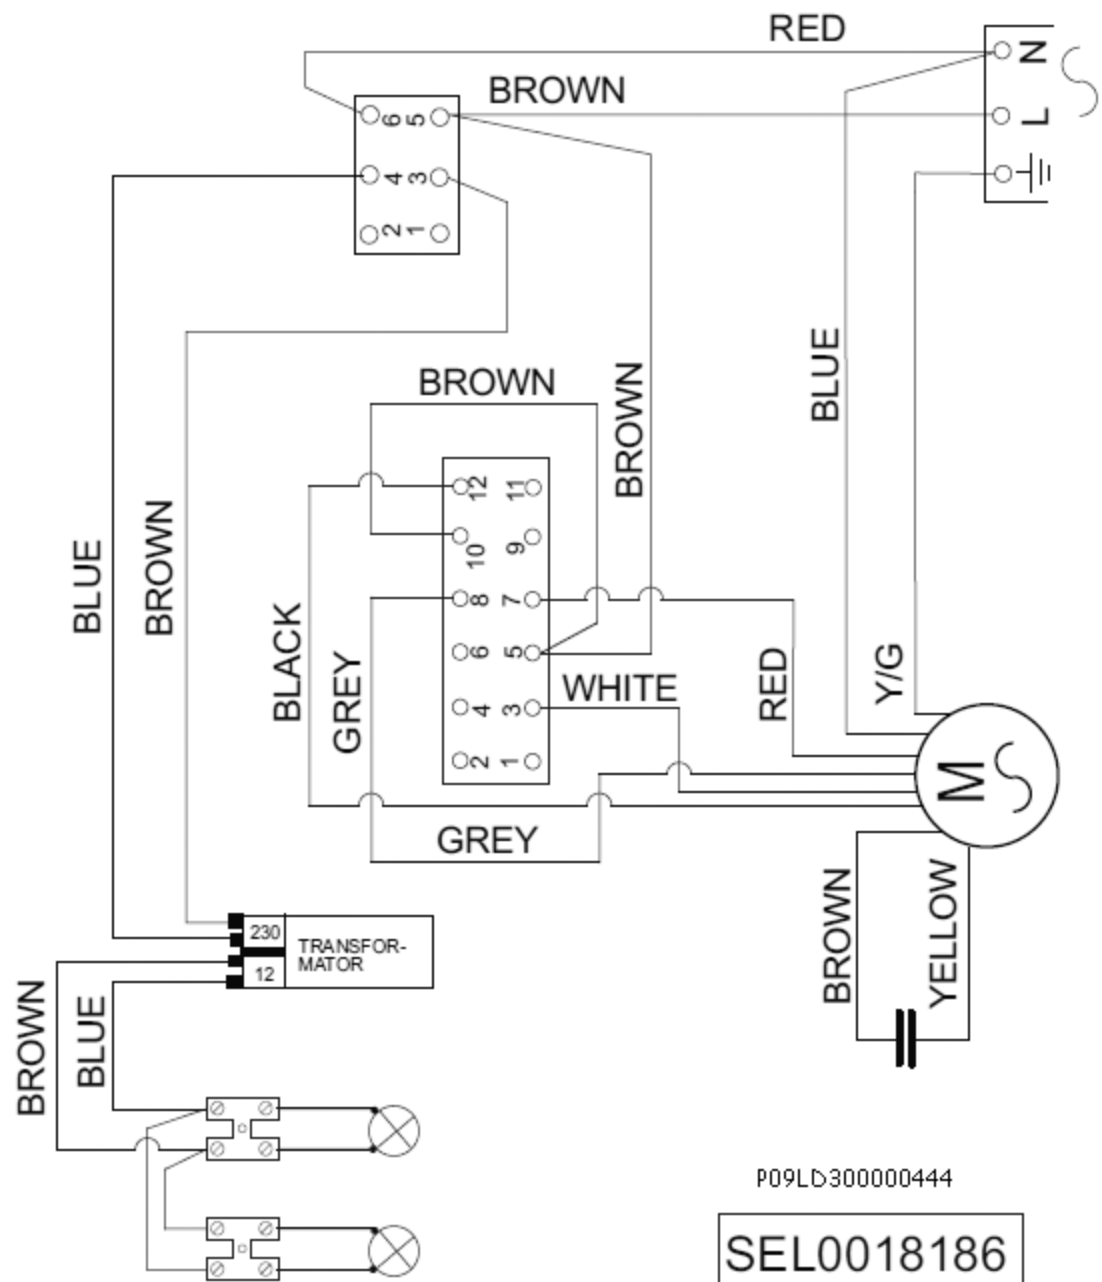 RED
N
BROWN
L
6 5
4 3
2 1
BROWN
BROWN
BLUE
12 11
10 9
8 7
6 5
4 3
2 1
BLUE
BROWN
BLACK
GREY
WHITE
RED
Y/G
M
GREY
BROWN
YELLOW
230
12
TRANSFOR-
MATOR
BROWN
BLUE
P09LD300000444
SEL0018186